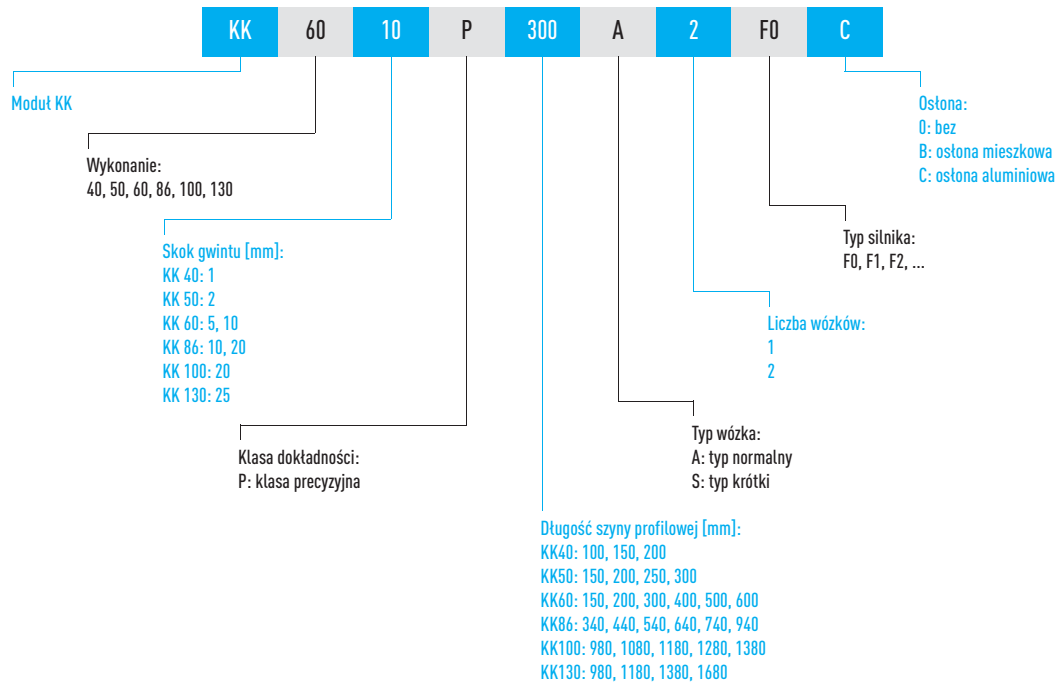 KK 60 10 P 300 A 2 F0 C
Moduł KK
Wykonanie:
40, 50, 60, 86, 100, 130
Skok gwintu [mm]:
KK 40: 1
KK 50: 2
KK 60: 5, 10
KK 86: 10, 20
KK 100: 20
KK 130: 25
Klasa dokładności:
P: klasa precyzyjna
Długość szyny profilowej [mm]:
KK40: 100, 150, 200
KK50: 150, 200, 250, 300
KK60: 150, 200, 300, 400, 500, 600
KK86: 340, 440, 540, 640, 740, 940
KK100: 980, 1080, 1180, 1280, 1380
KK130: 980, 1180, 1380, 1680
Typ wózka:
A: typ normalny
S: typ krótki
Liczba wózków:
1
2
Typ silnika:
F0, F1, F2, ...
Osłona:
0: bez
B: osłona mieszkowa
C: osłona aluminiowa